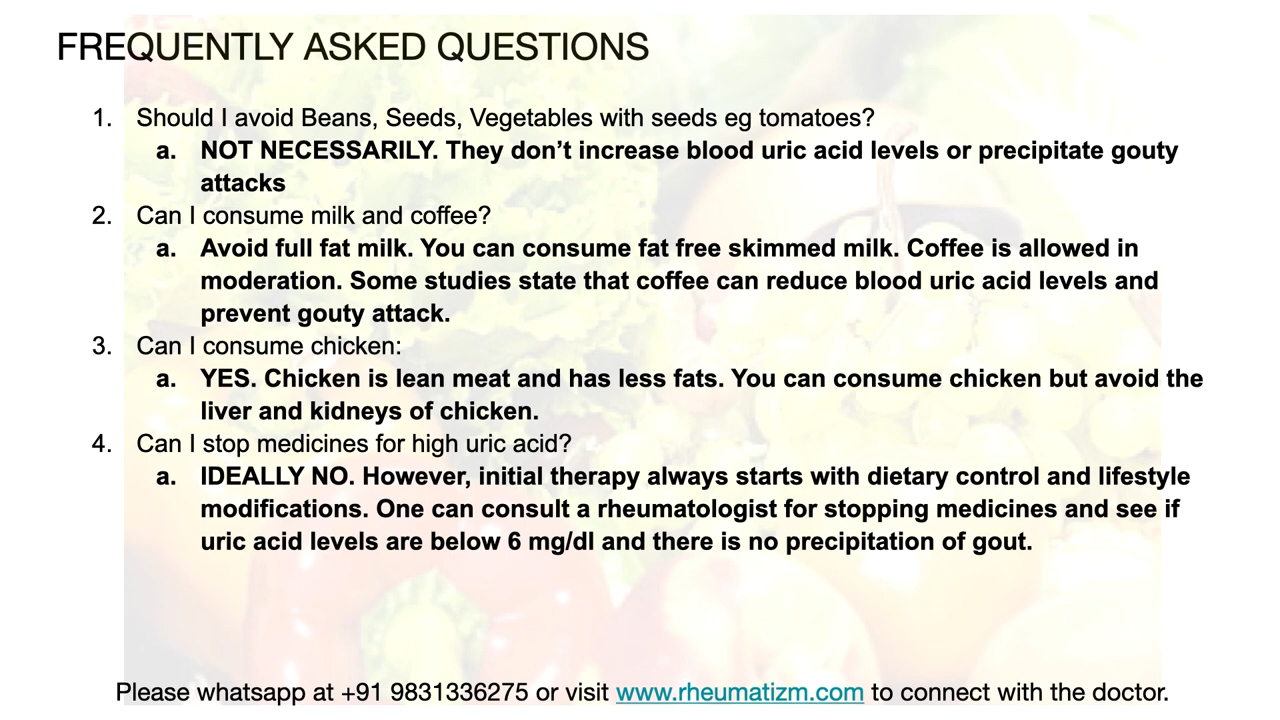 FREQUENTLY ASKED QUESTIONS
1. Should I avoid Beans, Seeds, Vegetables with seeds eg tomatoes?
a. NOT NECESSARILY. They don’t increase blood uric acid levels or precipitate gouty
attacks
2. Can I consume milk and coffee?
a. Avoid full fat milk. You can consume fat free skimmed milk. Coffee is allowed in
moderation. Some studies state that coffee can reduce blood uric acid levels and
prevent gouty attack.
3. Can I consume chicken:
a. YES. Chicken is lean meat and has less fats. You can consume chicken but avoid the
liver and kidneys of chicken.
4. Can I stop medicines for high uric acid?
a. IDEALLY NO. However, initial therapy always starts with dietary control and lifestyle
modifications. One can consult a rheumatologist for stopping medicines and see if
uric acid levels are below 6 mg/dl and there is no precipitation of gout.
Please whatsapp at +91 9831336275 or visit www.rheumatizm.com to connect with the doctor.